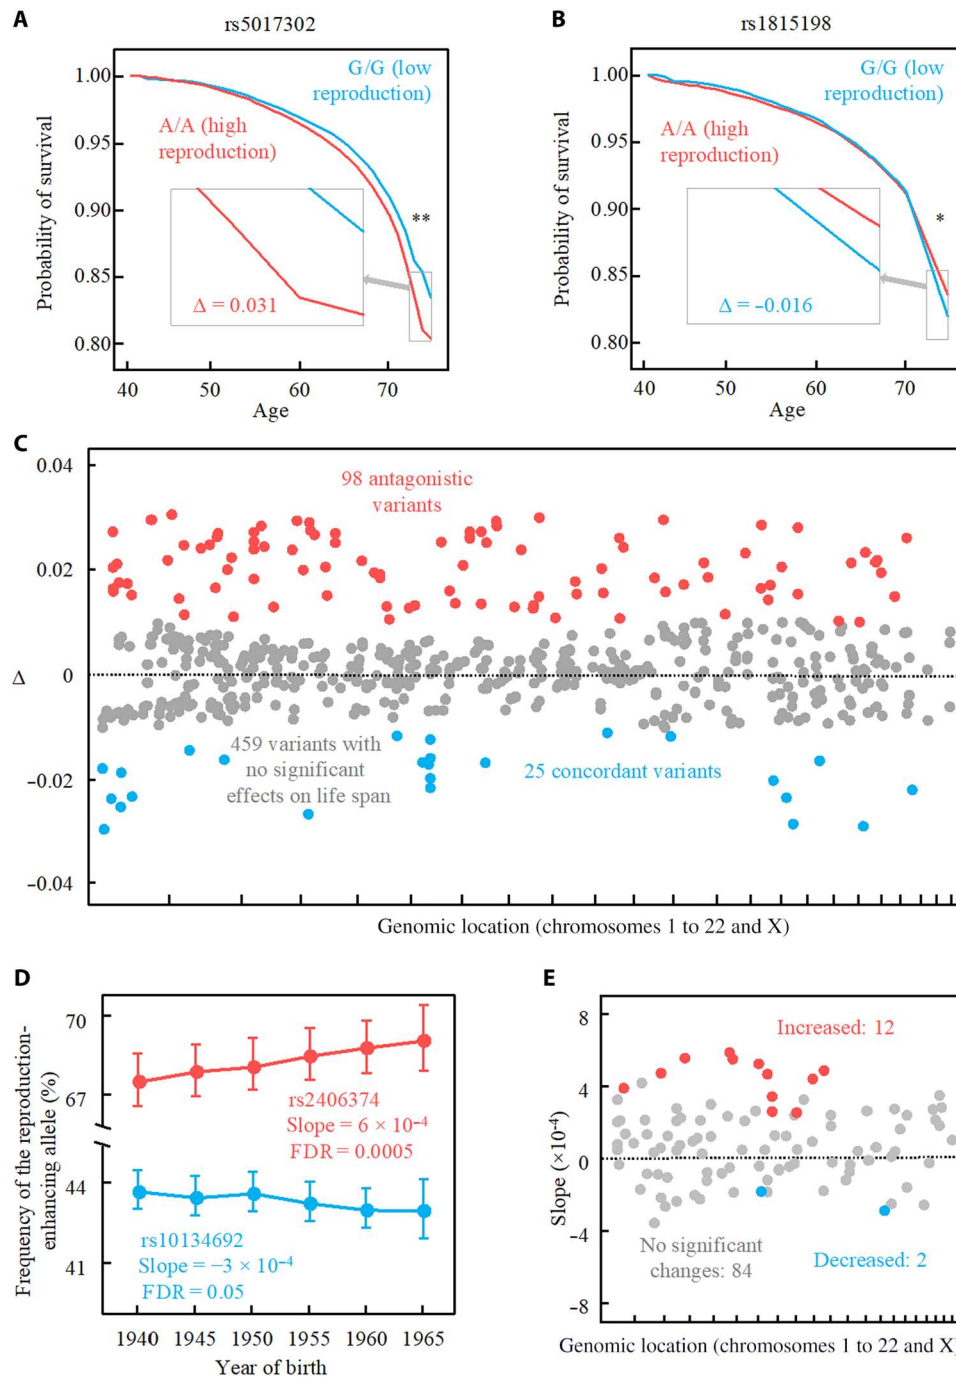 A
rs5017302
1.00
0.95
0.90
0.85
0.80
Probability of survival
G/G (low
reproduction)
A/A (high
reproduction)
**
Δ = 0.031
40
50
60
70
Age
B
rs1815198
1.00
0.95
0.90
0.85
0.80
Probability of survival
G/G (low
reproduction)
A/A (high
reproduction)
*
Δ = –0.016
40
50
60
70
Age
C
0.04
0.02
0
–0.02
–0.04
Δ
98 antagonistic
variants
459 variants with
no significant
effects on life span
25 concordant variants
Genomic location (chromosomes 1 to 22 and X)
D
70
67
44
41
Frequency of the reproduction-
enhancing allele (%)
rs2406374
Slope = 6 × 10⁻⁴
FDR = 0.0005
rs10134692
Slope = –3 × 10⁻⁴
FDR = 0.05
1940
1945
1950
1955
1960
1965
Year of birth
E
8
4
0
–4
–8
Slope (×10⁻⁴)
Increased: 12
No significant
changes: 84
Decreased: 2
Genomic location (chromosomes 1 to 22 and X)